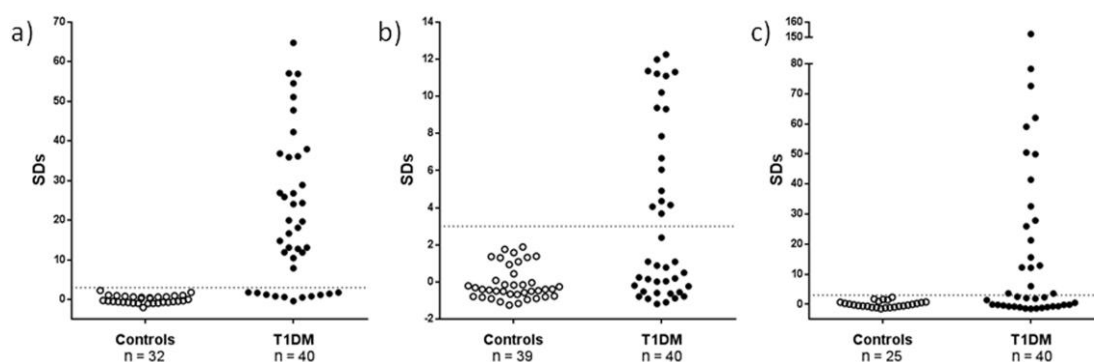 a)
SDs
70
60
50
40
30
20
10
0
Controls
n = 32
T1DM
n = 40
b)
SDs
14
12
10
8
6
4
2
0
-2
Controls
n = 39
T1DM
n = 40
c)
SDs
160
150
80
70
60
50
40
30
20
10
0
Controls
n = 25
T1DM
n = 40